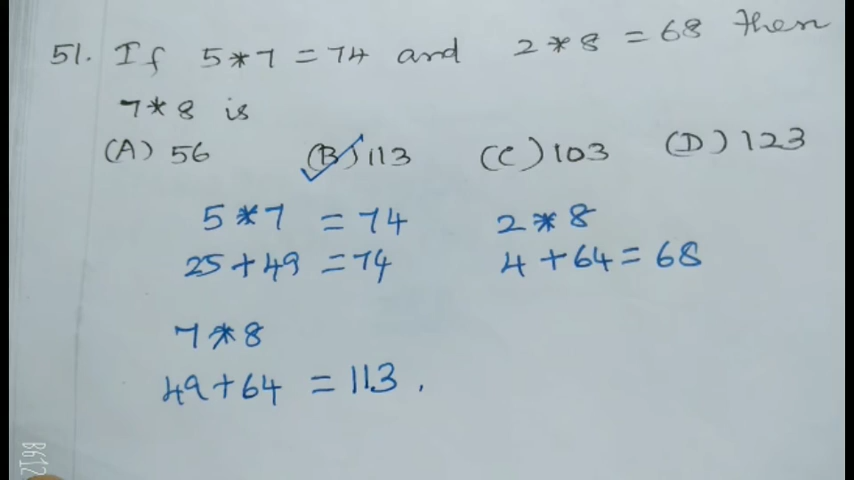 51. If 5*7 = 74 and 2*8 = 68 then
7*8 is
(A) 56 (B) 113 (C) 103 (D) 123
5*7 = 74 2*8
25+49 = 74 4+64 = 68
7*8
49+64 = 113.
B612